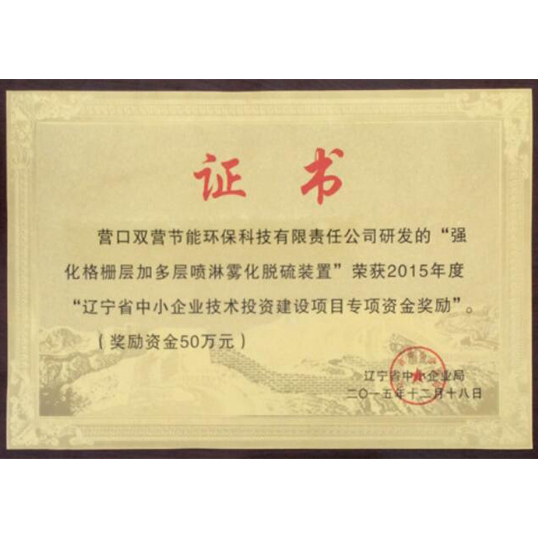 证书
营口双营节能环保科技有限责任公司研发的“强
化格栅层加多层喷淋雾化脱硫装置”荣获2015年度
“辽宁省中小企业技术投资建设项目专项资金奖励”。
（奖励资金50万元）
辽宁省中小企业局
二〇一五年十二月十八日